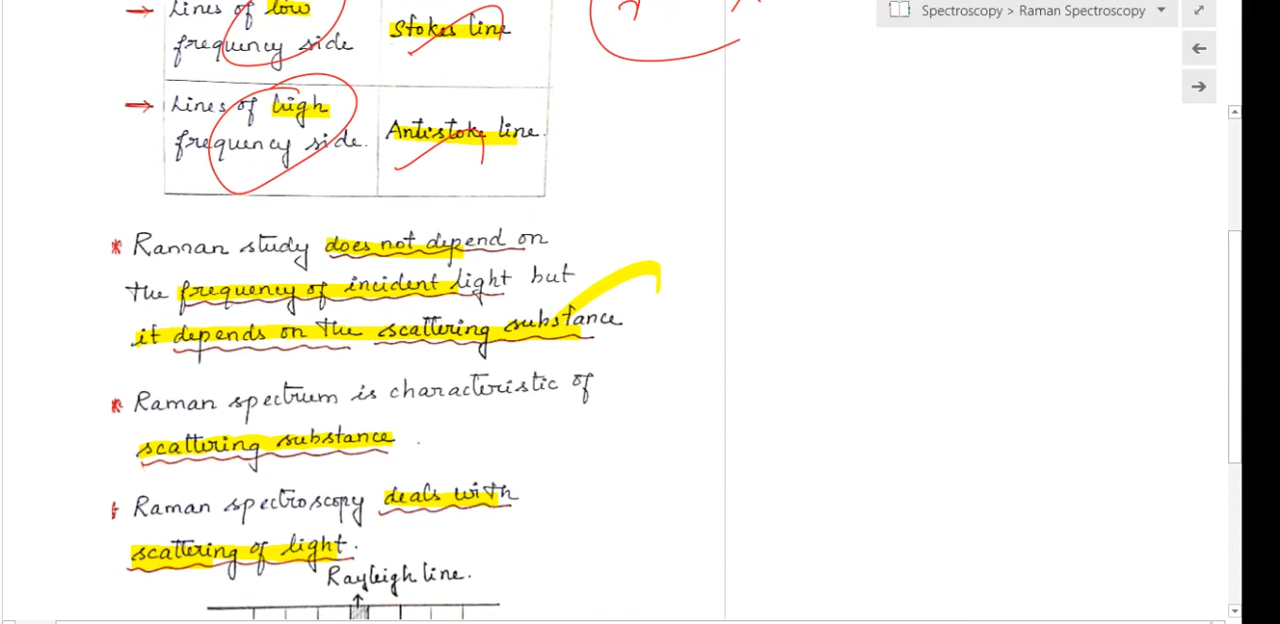 Spectroscopy > Raman Spectroscopy
→ Lines of low
frequency side
Stokes line
→ Lines of high
frequency side.
Antistoke line.
* Raman study does not depend on
the frequency of incident light but
it depends on the scattering substance
* Raman spectrum is characteristic of
scattering substance.
* Raman spectroscopy deals with
scattering of light.
Rayleigh line.